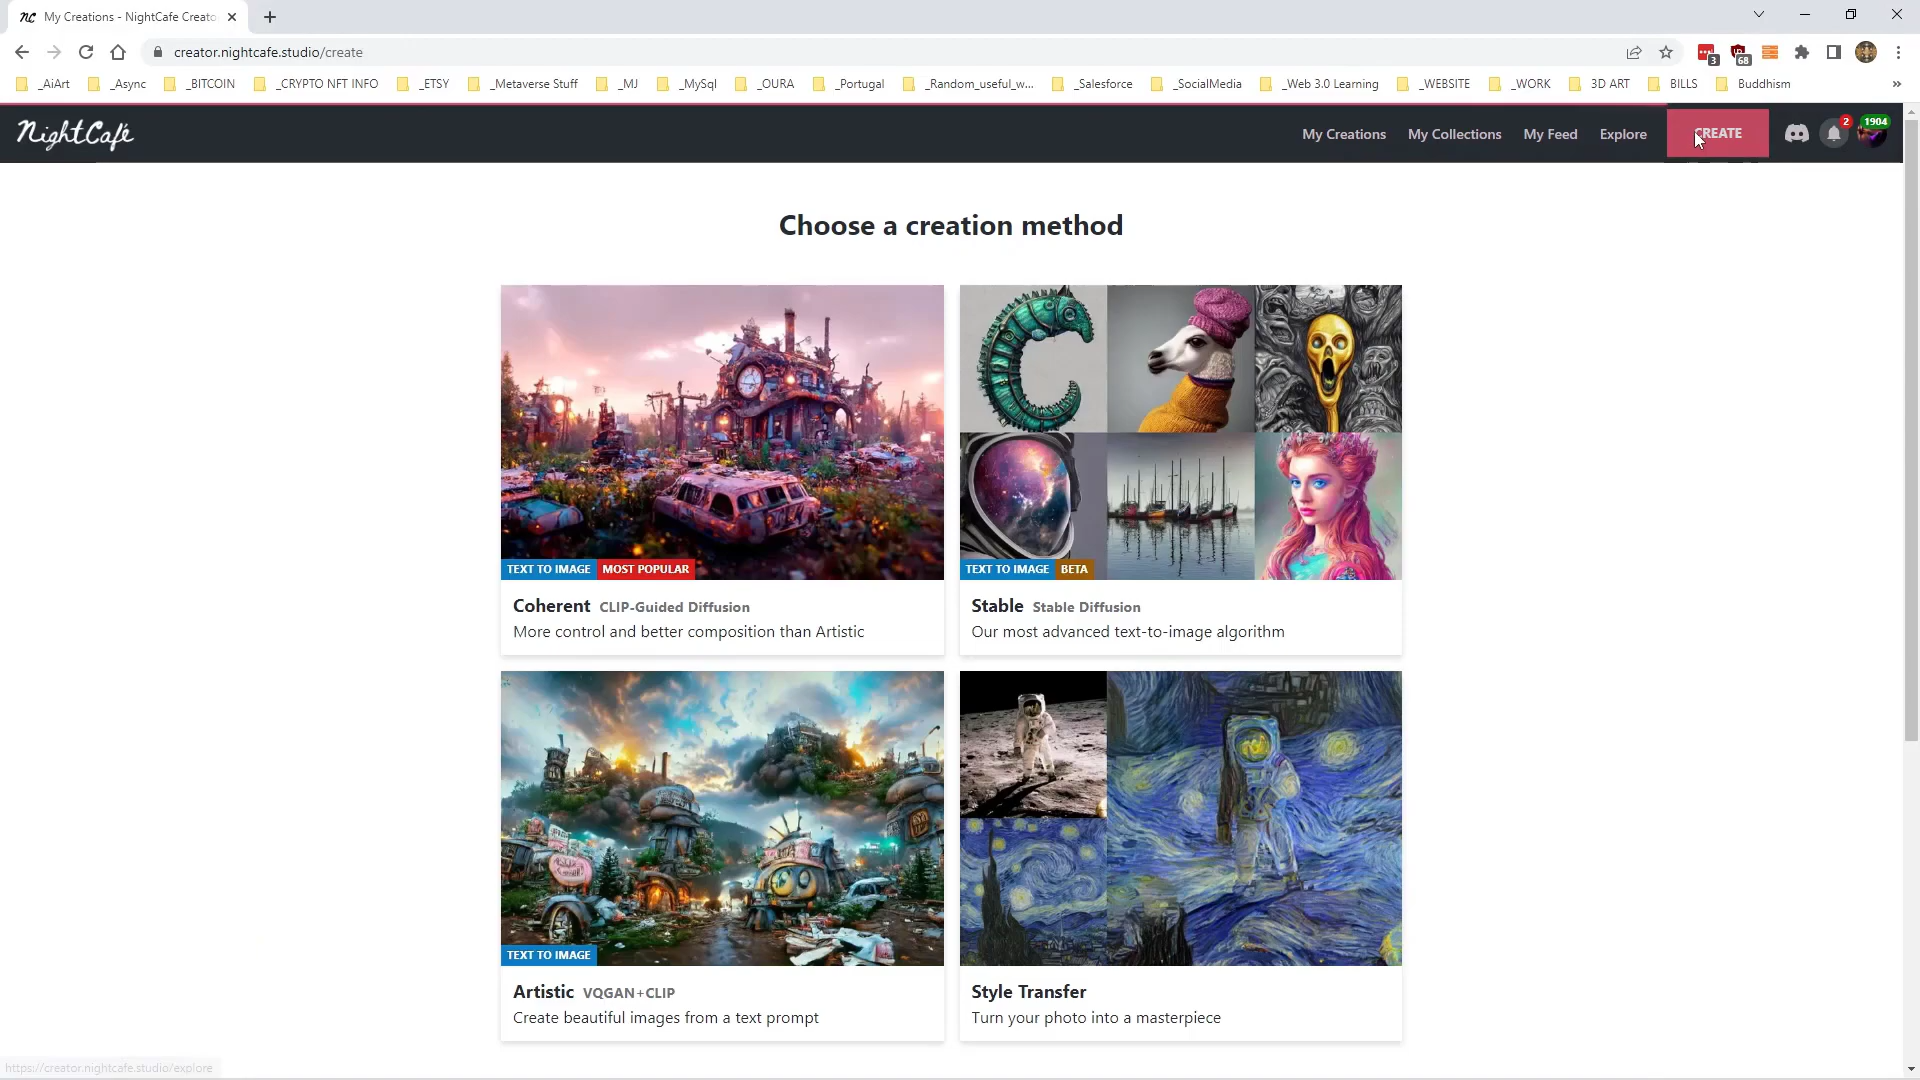 My Creations - NightCafe Creato
creator.nightcafe.studio/create
3
68
_AiArt
_Async
_BITCOIN
_CRYPTO NFT INFO
_ETSY
_Metaverse Stuff
_MJ
_MySql
_OURA
_Portugal
_Random_useful_w...
_Salesforce
_SocialMedia
_Web 3.0 Learning
_WEBSITE
_WORK
3D ART
BILLS
Buddhism
NightCafé
My Creations
My Collections
My Feed
Explore
CREATE
2
1904
Choose a creation method
TEXT TO IMAGE MOST POPULAR
Coherent CLIP-Guided Diffusion
More control and better composition than Artistic
TEXT TO IMAGE BETA
Stable Stable Diffusion
Our most advanced text-to-image algorithm
TEXT TO IMAGE
Artistic VQGAN+CLIP
Create beautiful images from a text prompt
Style Transfer
Turn your photo into a masterpiece
https://creator.nightcafe.studio/explore